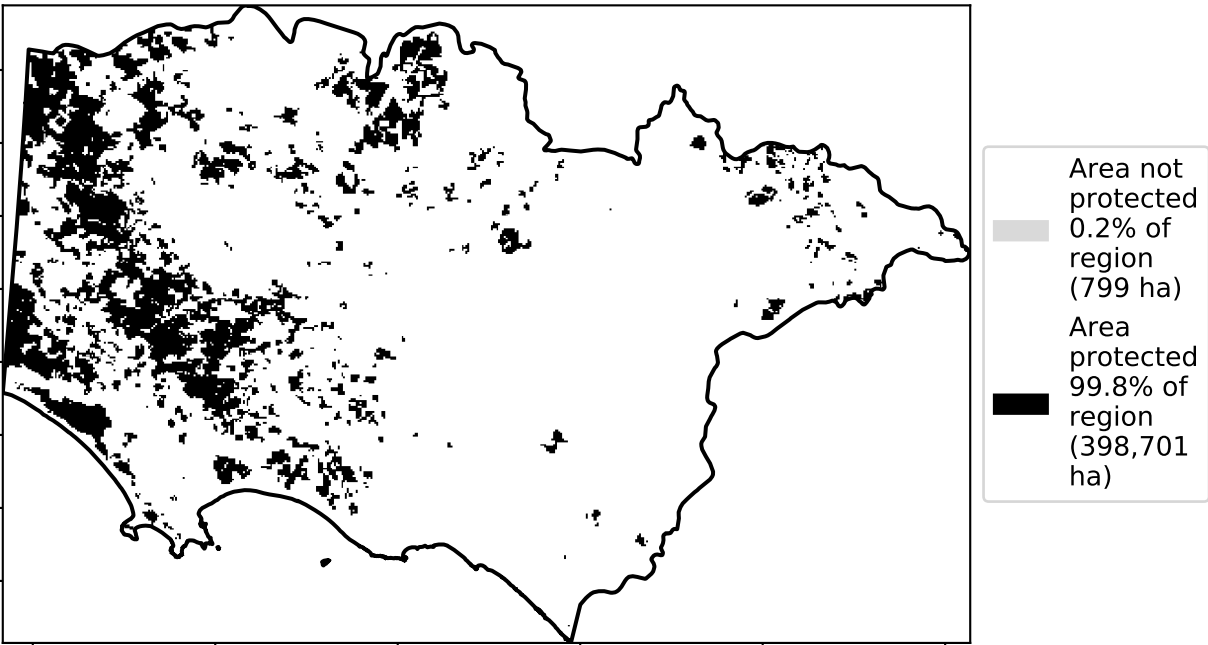 Area not
protected
0.2% of
region
(799 ha)
Area
protected
99.8% of
region
(398,701
ha)